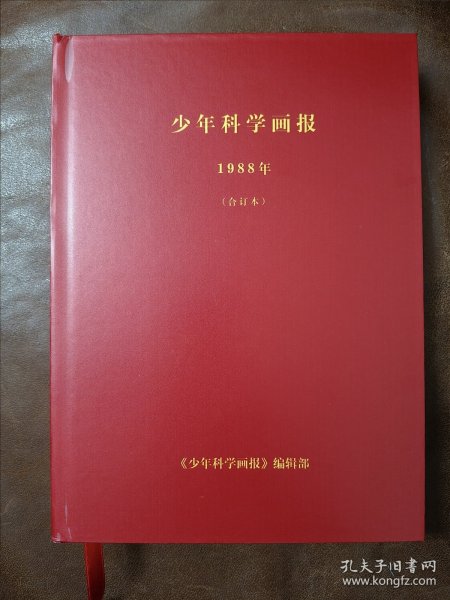 少年科学画报
1988年
（合订本）
《少年科学画报》编辑部
孔夫子旧书网
www.kongfz.com